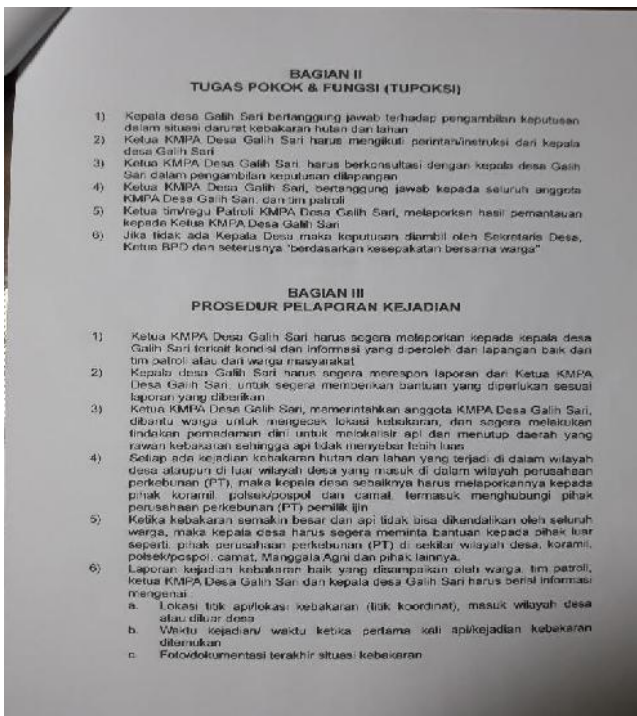 BAGIAN II
TUGAS POKOK & FUNGSI (TUPOKSI)
1) Kepala desa Galih Sari bertanggung jawab terhadap pengambilan keputusan
dalam situasi darurat kebakaran hutan dan lahan
2) Ketua KMPA Desa Galih Sari harus mengikuti perintah/instruksi dari kepala
desa Galih Sari
3) Ketua KMPA Desa Galih Sari, harus berkonsultasi dengan kepala desa Galih
Sari dalam pengambilan keputusan dilapangan
4) Ketua KMPA Desa Galih Sari, bertanggung jawab kepada seluruh anggota
KMPA Desa Galih Sari, dan tim patroli
5) Ketua tim/regu Patroli KMPA Desa Galih Sari, melaporkan hasil pemantauan
kepada Ketua KMPA Desa Galih Sari
6) Jika tidak ada Kepala Desa maka keputusan diambil oleh Sekretaris Desa,
Ketua BPD dan seterusnya "berdasarkan kesepakatan bersama warga"
BAGIAN III
PROSEDUR PELAPORAN KEJADIAN
1) Ketua KMPA Desa Galih Sari harus segera melaporkan kepada kepala desa
Galih Sari terkait kondisi dan informasi yang diperoleh dari lapangan baik dari
tim patroli atau dari warga masyarakat
2) Kepala desa Galih Sari harus segera merespon laporan dari Ketua KMPA
Desa Galih Sari, untuk segera memberikan bantuan yang diperlukan sesuai
laporan yang diberikan
3) Ketua KMPA Desa Galih Sari, memerintahkan anggota KMPA Desa Galih Sari,
dibantu warga untuk mengecek lokasi kebakaran, dan segera melakukan
tindakan pemadaman dini untuk melokalisir api dan menutup daerah yang
rawan kebakaran sehingga api tidak menyebar lebih luas
4) Setiap ada kejadian kebakaran hutan dan lahan yang terjadi di dalam wilayah
desa ataupun di luar wilayah desa yang masuk di dalam wilayah perusahaan
perkebunan (PT), maka kepala desa sebaiknya harus melaporkannya kepada
pihak koramil, polsek/pospol dan camat, termasuk menghubungi pihak
perusahaan perkebunan (PT) pemilik ijin
5) Ketika kebakaran semakin besar dan api tidak bisa dikendalikan oleh seluruh
warga, maka kepala desa harus segera meminta bantuan kepada pihak luar
seperti, pihak perusahaan perkebunan (PT) di sekitar wilayah desa, koramil,
polsek/pospol, camat, Manggala Agni dan pihak lainnya.
6) Laporan kejadian kebakaran baik yang disampaikan oleh warga, tim patroli,
ketua KMPA Desa Galih Sari dan kepala desa Galih Sari harus berisi informasi
mengenai:
a. Lokasi titik api/lokasi kebakaran (titik koordinat), masuk wilayah desa
atau diluar desa
b. Waktu kejadian/ waktu ketika pertama kali api/kejadian kebakaran
ditemukan
c. Foto/dokumentasi terakhir situasi kebakaran